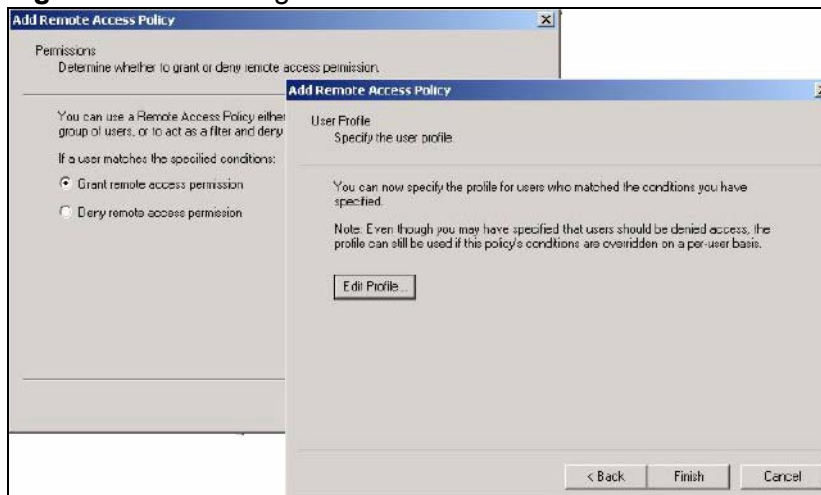 Add Remote Access Policy
Permissions
Determine whether to grant or deny remote access permission.
You can use a Remote Access Policy either
group of users, or to act as a filter and deny
If a user matches the specified conditions:
Grant remote access permission
Deny remote access permission
Add Remote Access Policy
User Profile
Specify the user profile.
You can now specify the profile for users who matched the conditions you have
specified.
Note: Even though you may have specified that users should be denied access, the
profile can still be used if this policy's conditions are overridden on a per-user basis.
Edit Profile...
< Back
Finish
Cancel